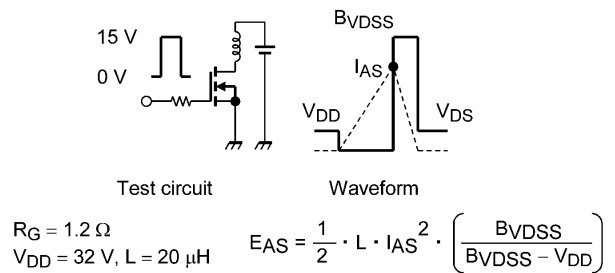 15 V
0 V
BVDSS
IAS
VDD
VDS
Test circuit
Waveform
RG = 1.2 Ω
VDD = 32 V, L = 20 μH
EAS = 1/2 · L · IAS² · (BVDSS / (BVDSS − VDD))